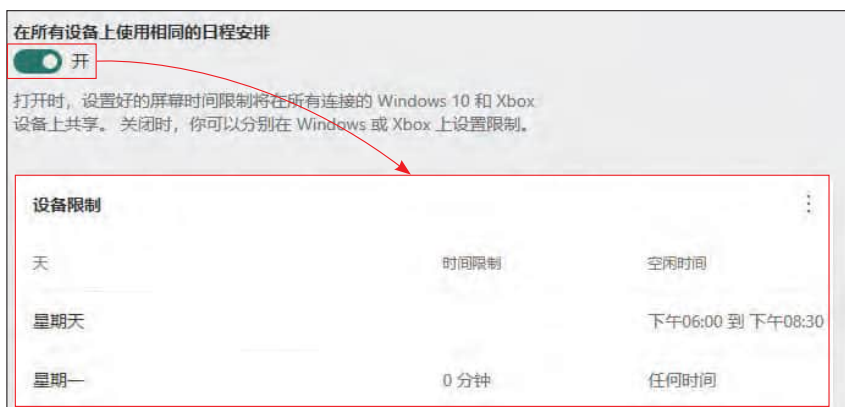 在所有设备上使用相同的日程安排
开
打开时，设置好的屏幕时间限制将在所有连接的 Windows 10 和 Xbox
设备上共享。 关闭时，你可以分别在 Windows 或 Xbox 上设置限制。
设备限制
天 时间限制 空闲时间
星期天 下午06:00 到 下午08:30
星期一 0 分钟 任何时间